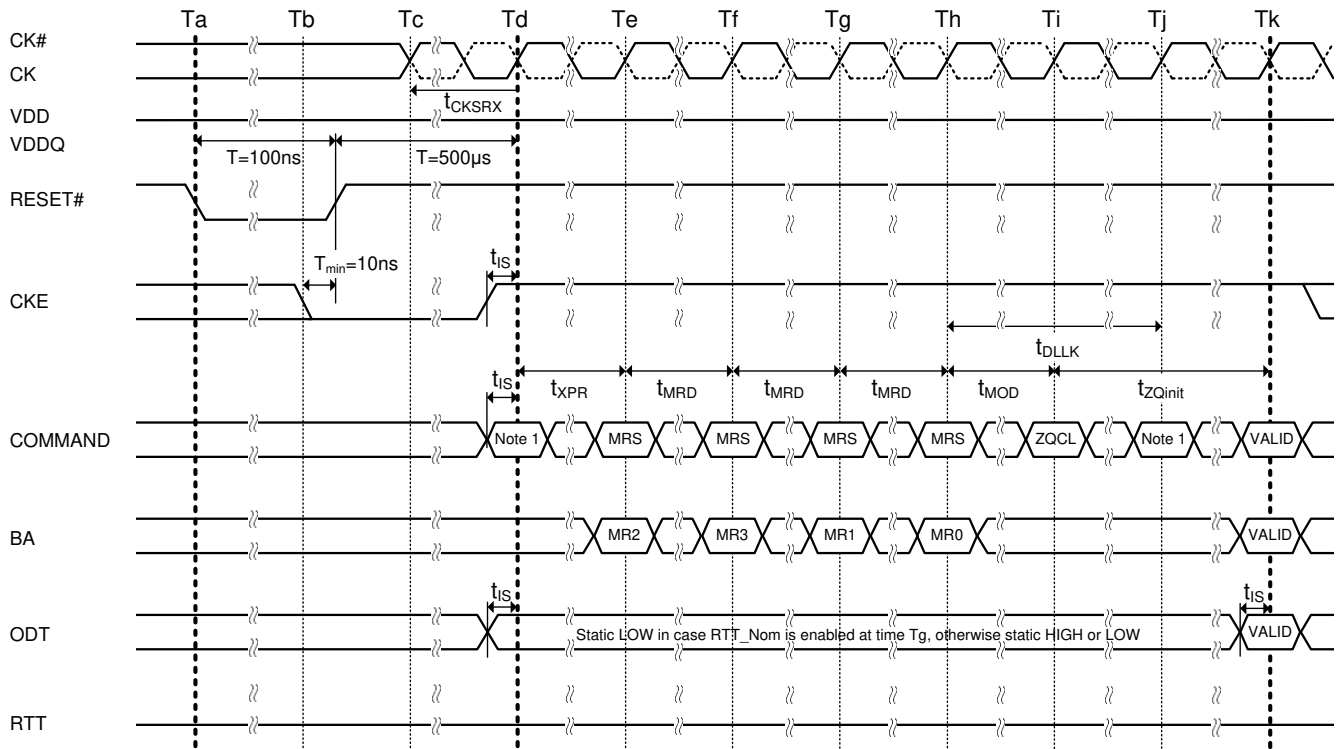 Ta Tb Tc Td Te Tf Tg Th Ti Tj Tk
CK#
CK
tCKSRX
VDD
VDDQ
T=100ns T=500µs
RESET#
Tmin=10ns tIS
CKE
tDLLK
tIS tXPR tMRD tMRD tMRD tMOD tZQinit
COMMAND Note 1 MRS MRS MRS MRS ZQCL Note 1 VALID
BA MR2 MR3 MR1 MR0 VALID
tIS tIS
ODT Static LOW in case RTT_Nom is enabled at time Tg, otherwise static HIGH or LOW VALID
RTT